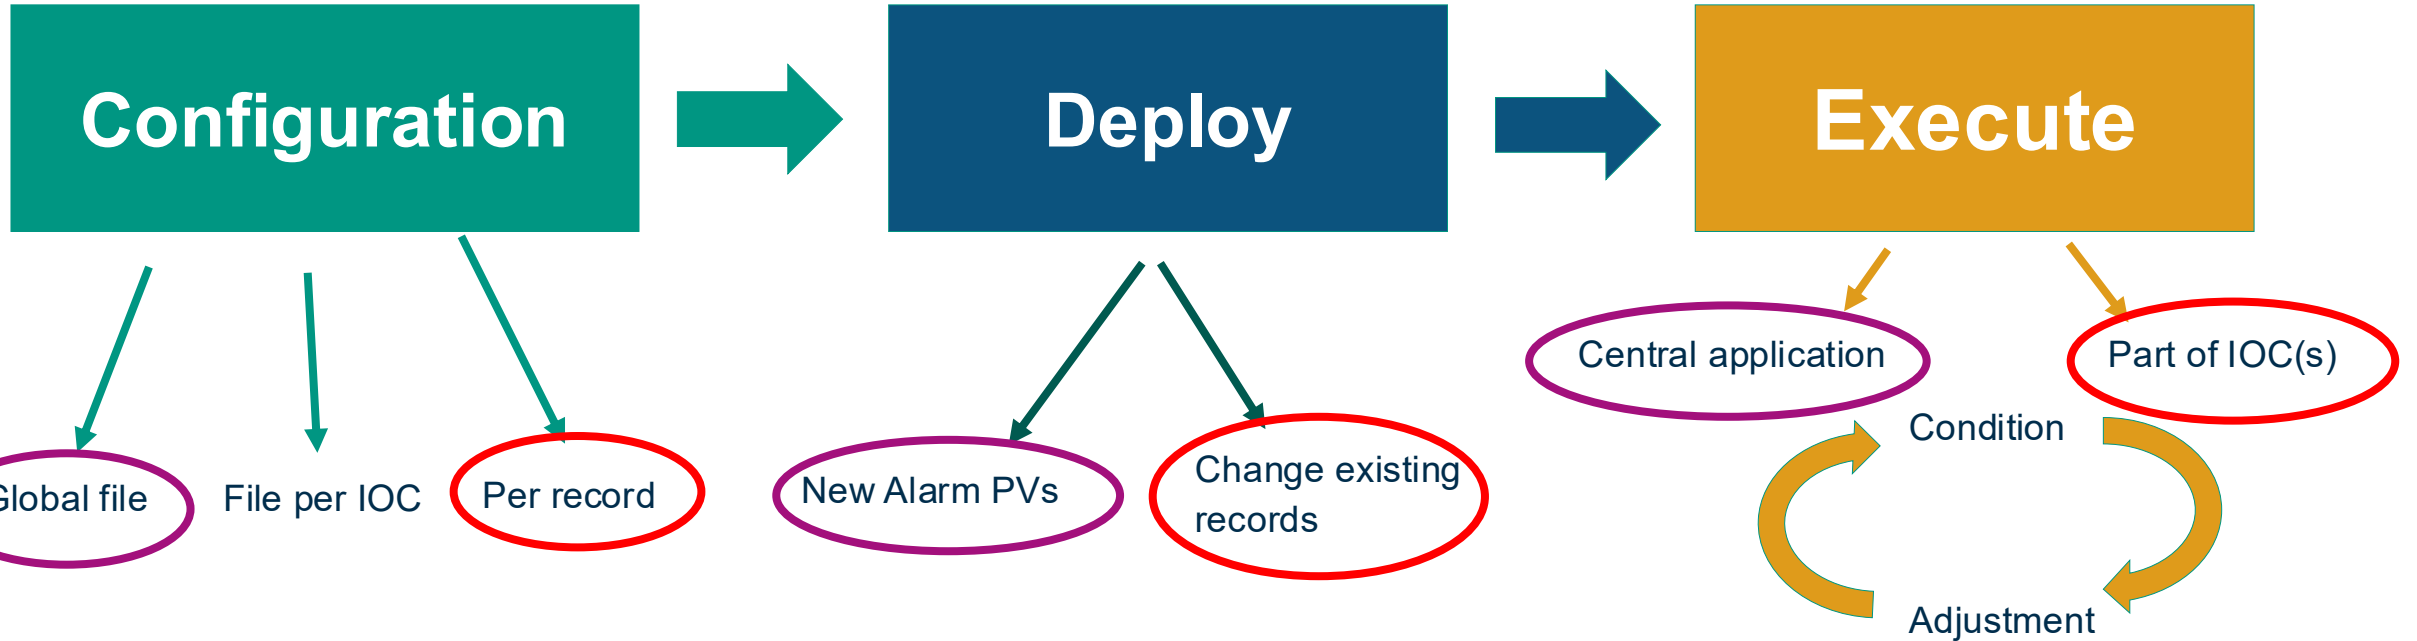 Configuration
Deploy
Execute
Global file
File per IOC
Per record
New Alarm PVs
Change existing
records
Central application
Part of IOC(s)
Condition
Adjustment